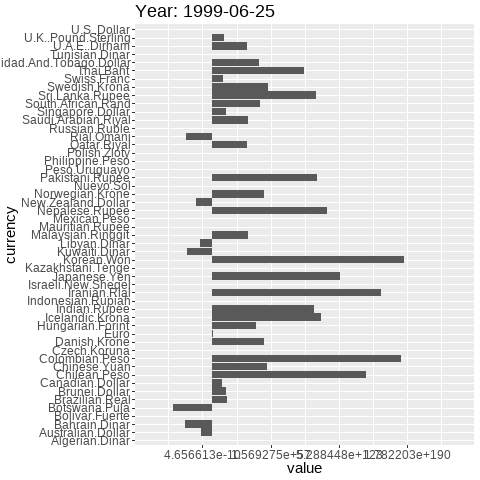 Year: 1999-06-25
U.S. Dollar
U.K..Pound.Sterling
U.A.E..Dirham
Tunisian.Dinar
idad.And.Tobago.Dollar
Thai.Baht
Swiss.Franc
Swedish.Krona
Sri.Lanka.Rupee
South.African.Rand
Singapore.Dollar
Saudi.Arabian.Riyal
Russian.Ruble
Rial.Omani
Qatar.Riyal
Polish.Zloty
Philippine.Peso
Peso.Uruguayo
Pakistani.Rupee
Nuevo.Sol
Norwegian.Krone
New.Zealand.Dollar
Nepalese.Rupee
Mexican.Peso
Mauritian.Rupee
Malaysian.Ringgit
Libyan.Dinar
Kuwaiti.Dinar
Korean.Won
Kazakhstani.Tenge
Japanese.Yen
Israeli.New.Sheqel
Iranian.Rial
Indonesian.Rupiah
Indian.Rupee
Icelandic.Krona
Hungarian.Forint
Euro
Danish.Krone
Czech.Koruna
Colombian.Peso
Chinese.Yuan
Chilean.Peso
Canadian.Dollar
Brunei.Dollar
Brazilian.Real
Botswana.Pula
Bolivar.Fuerte
Bahrain.Dinar
Australian.Dollar
Algerian.Dinar
currency
value